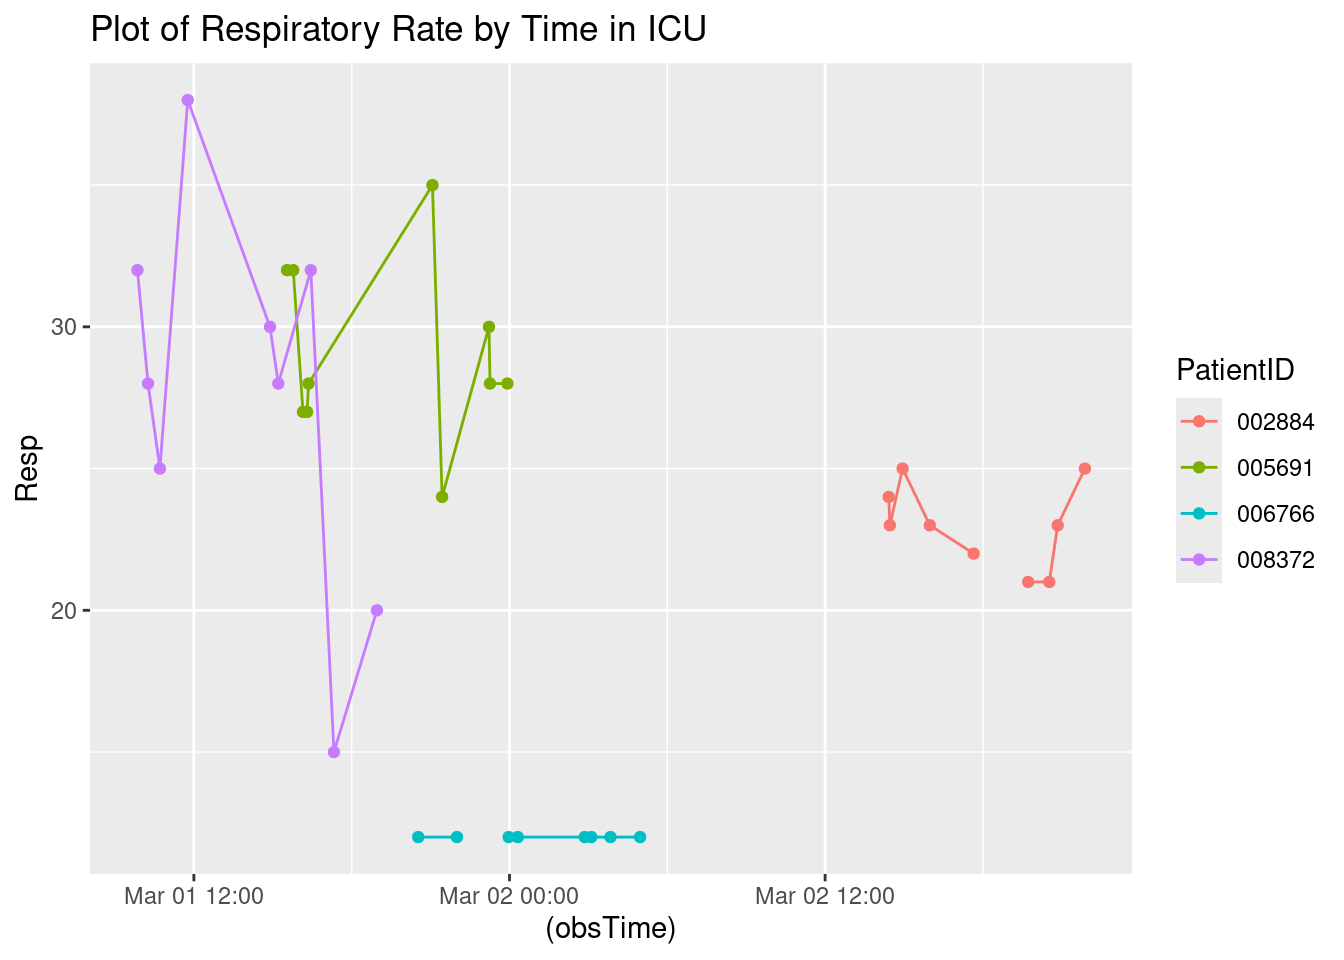 Plot of Respiratory Rate by Time in ICU
Resp
30
20
Mar 01 12:00
Mar 02 00:00
Mar 02 12:00
(obsTime)
PatientID
002884
005691
006766
008372